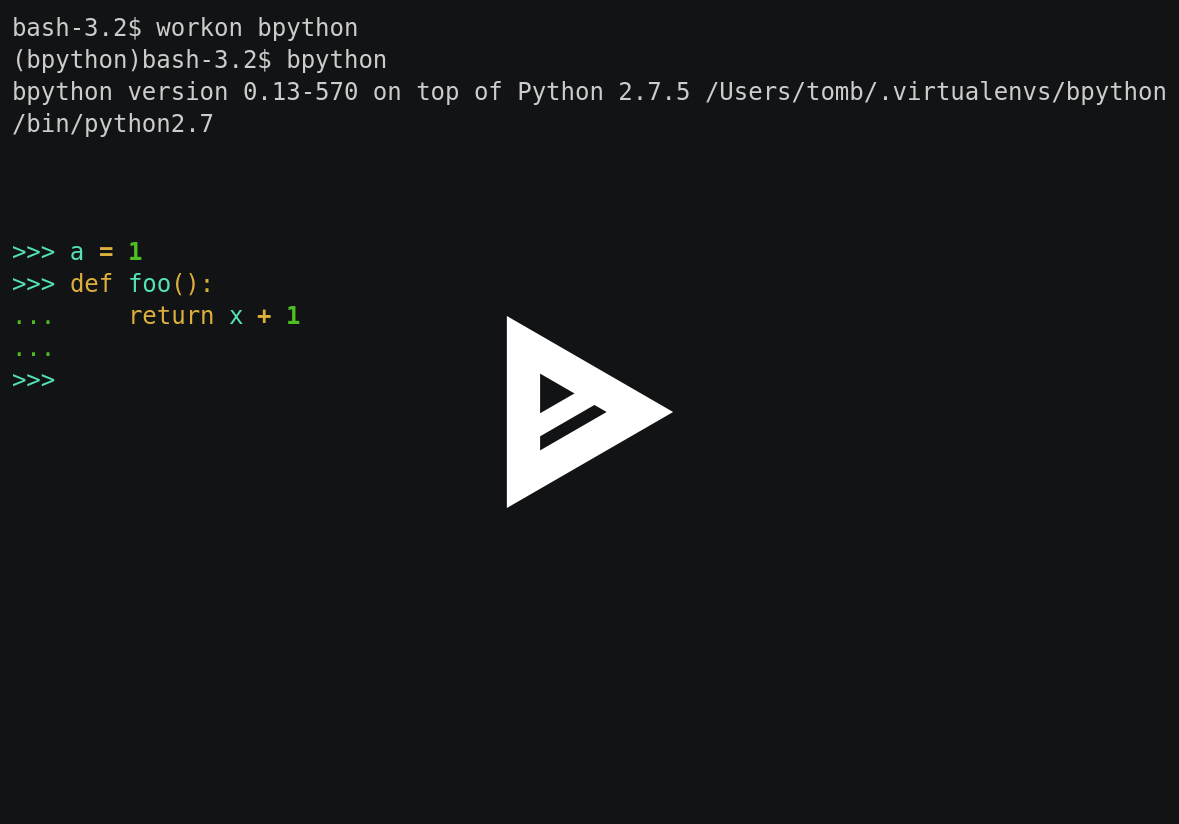 bash-3.2$ workon bpython
(bpython)bash-3.2$ bpython
bpython version 0.13-570 on top of Python 2.7.5 /Users/tomb/.virtualenvs/bpython
/bin/python2.7
>>> a = 1
>>> def foo():
...     return x + 1
...
>>>